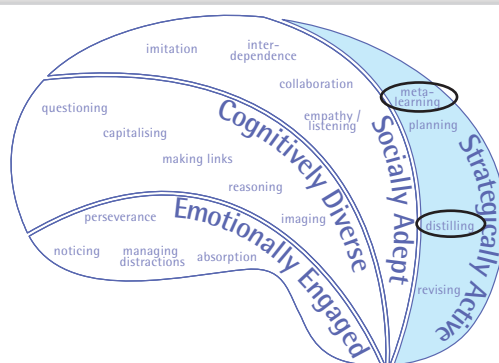 imitation
inter-
dependence
collaboration
empathy /
listening
Socially Adept
questioning
capitalising
making links
reasoning
imaging
Cognitively Diverse
perseverance
noticing
managing
distractions
absorption
Emotionally Engaged
meta-
learning
planning
distilling
revising
Strategically Active